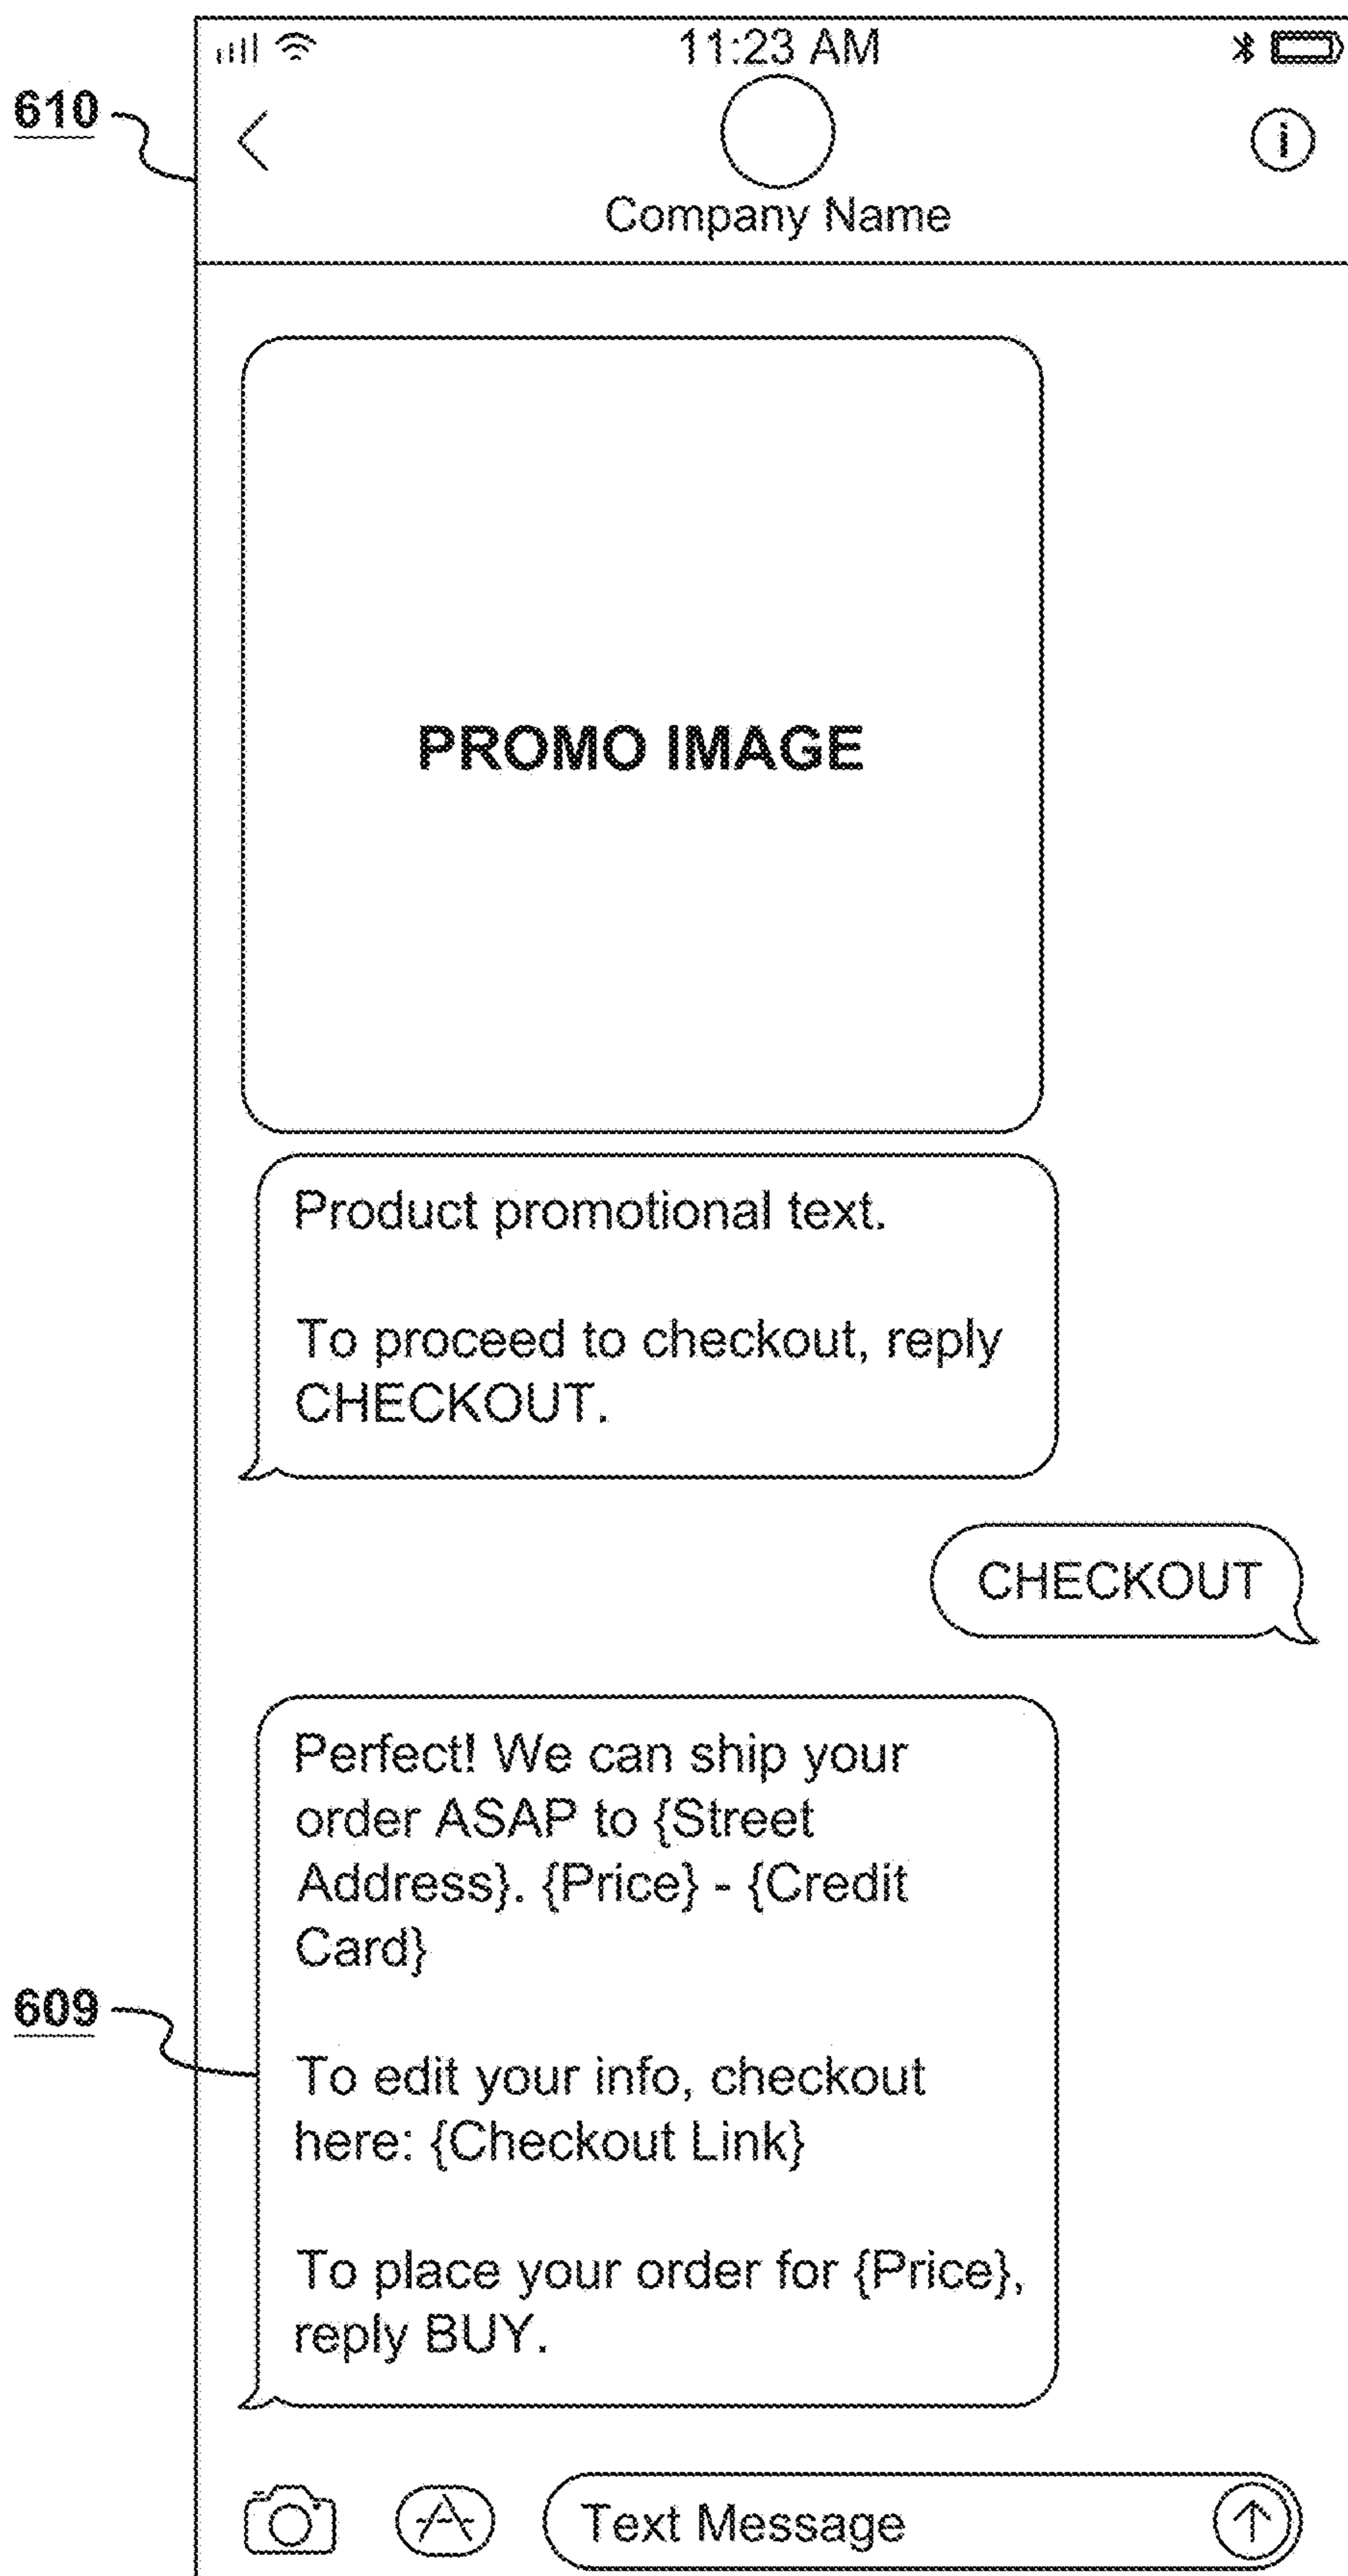 11:23 AM
610
i
Company Name
PROMO IMAGE
Product promotional text.
To proceed to checkout, reply
CHECKOUT.
CHECKOUT
Perfect! We can ship your
order ASAP to {Street
Address}. {Price} - {Credit
Card}
609
To edit your info, checkout
here: {Checkout Link}
To place your order for {Price},
reply BUY.
Text Message